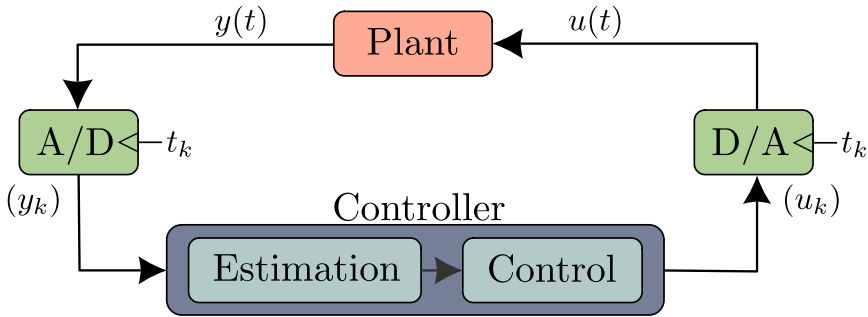 y(t)
Plant
u(t)
A/D
t_k
D/A
t_k
(y_k)
(u_k)
Controller
Estimation
Control